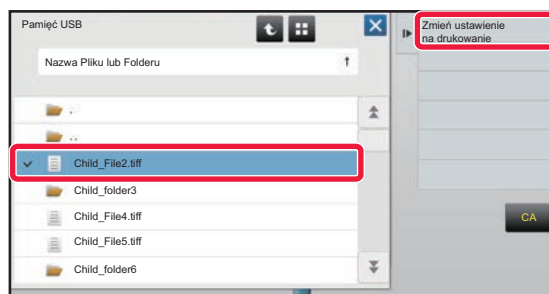 Pamięć USB
Nazwa Pliku lub Folderu
.
..
Child_File2.tiff
Child_folder3
Child_File4.tiff
Child_File5.tiff
Child_folder6
Zmień ustawienie
na drukowanie
CA